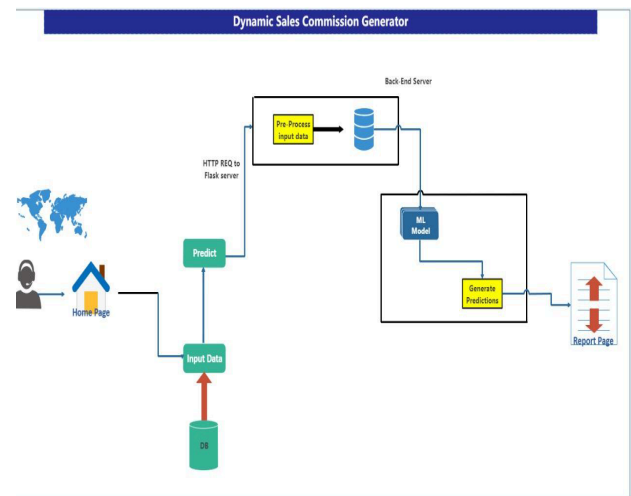 Dynamic Sales Commission Generator
Back-End Server
Pre-Process
input data
HTTP REQ to
Flask server
ML
Model
Predict
Generate
Predictions
Home Page
Report Page
Input Data
DB